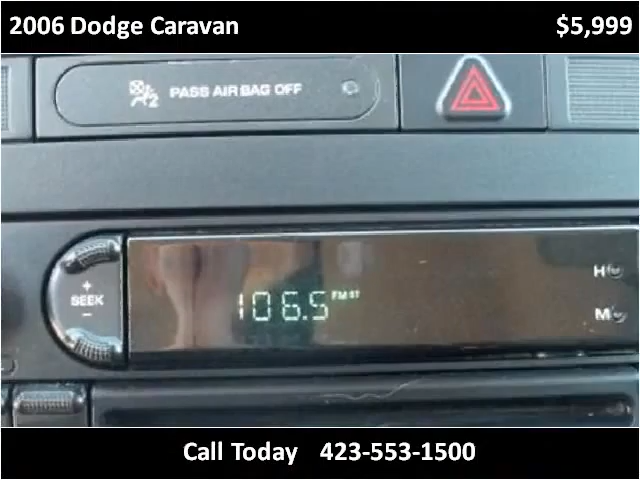 2006 Dodge Caravan $5,999
PASS AIR BAG OFF
2
+
SEEK
-
106.5 FM ST
H
M
Call Today 423-553-1500